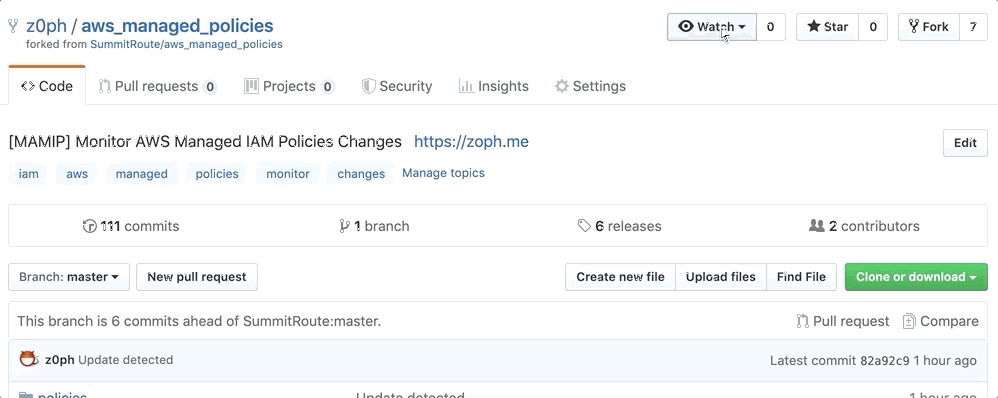 z0ph / aws_managed_policies
forked from SummitRoute/aws_managed_policies
Watch 0 Star 0 Fork 7
Code Pull requests 0 Projects 0 Security Insights Settings
[MAMIP] Monitor AWS Managed IAM Policies Changes https://zoph.me Edit
iam aws managed policies monitor changes Manage topics
111 commits 1 branch 6 releases 2 contributors
Branch: master New pull request Create new file Upload files Find File Clone or download
This branch is 6 commits ahead of SummitRoute:master. Pull request Compare
z0ph Update detected Latest commit 82a92c9 1 hour ago
policies Update detected 1 hour ago